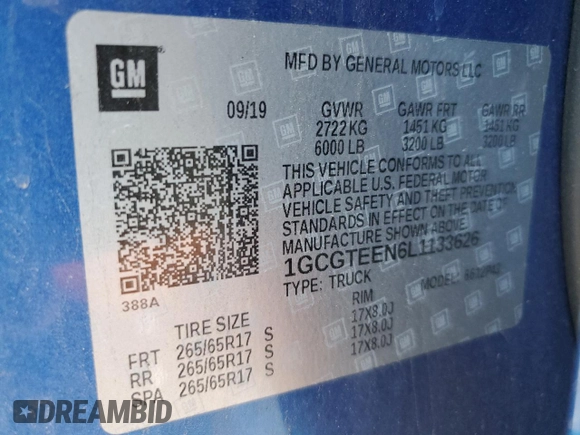 GM
MFD BY GENERAL MOTORS LLC
09/19 GVWR GAWR FRT GAWR RR
2722 KG 1451 KG 1451 KG
6000 LB 3200 LB 3200 LB
THIS VEHICLE CONFORMS TO ALL
APPLICABLE U.S. FEDERAL MOTOR
VEHICLE SAFETY AND THEFT PREVENTION
STANDARDS IN EFFECT ON THE DATE OF
MANUFACTURE SHOWN ABOVE.
1GCGTEEN6L1133626
388A
TYPE: TRUCK MODEL:
TIRE SIZE RIM
FRT 265/65R17 S 17X8.0J
RR 265/65R17 S 17X8.0J
SPA 265/65R17 S 17X8.0J
DREAMBID